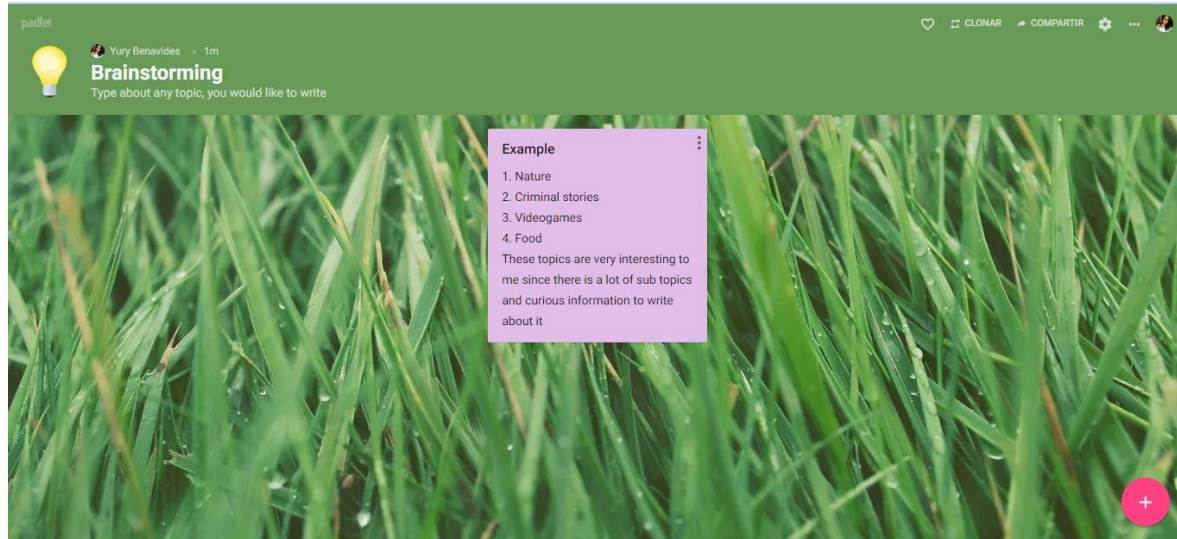 padlet
CLONAR
COMPARTIR
Yury Benavides • 1m
Brainstorming
Type about any topic, you would like to write
Example
1. Nature
2. Criminal stories
3. Videogames
4. Food
These topics are very interesting to
me since there is a lot of sub topics
and curious information to write
about it